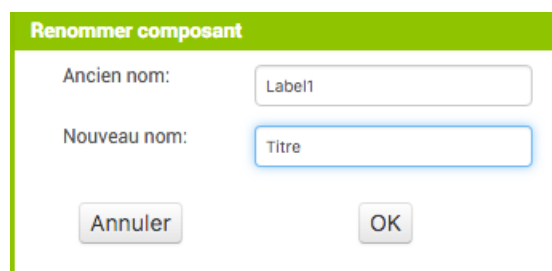 Renommer composant
Ancien nom: Label1
Nouveau nom: Titre
Annuler OK